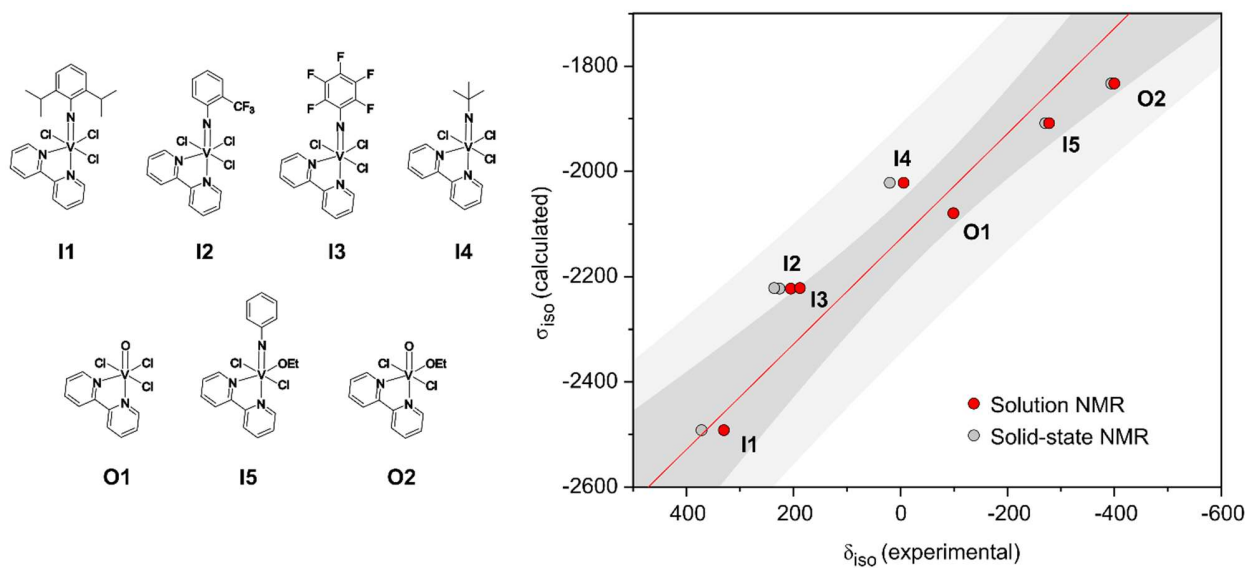 F
F F
F F
CF3
N N N N
Cl Cl Cl Cl Cl Cl Cl Cl
V V V V
Cl Cl Cl Cl
N N N N N N N N
I1 I2 I3 I4
O N O
Cl Cl Cl OEt Cl OEt
V V V
Cl Cl Cl
N N N N N N
O1 I5 O2
-1800
-2000
-2200
-2400
-2600
σiso (calculated)
O2
I5
I4
O1
I2
I3
I1
Solution NMR
Solid-state NMR
400 200 0 -200 -400 -600
δiso (experimental)